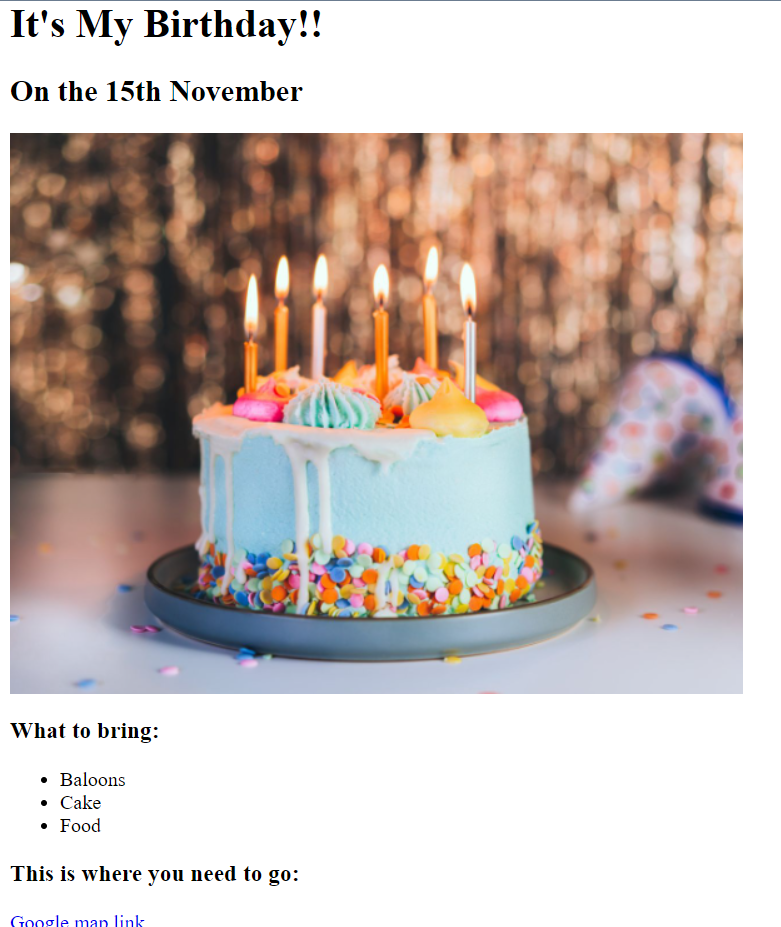 It's My Birthday!!
On the 15th November
What to bring:
Baloons
Cake
Food
This is where you need to go:
Google map link